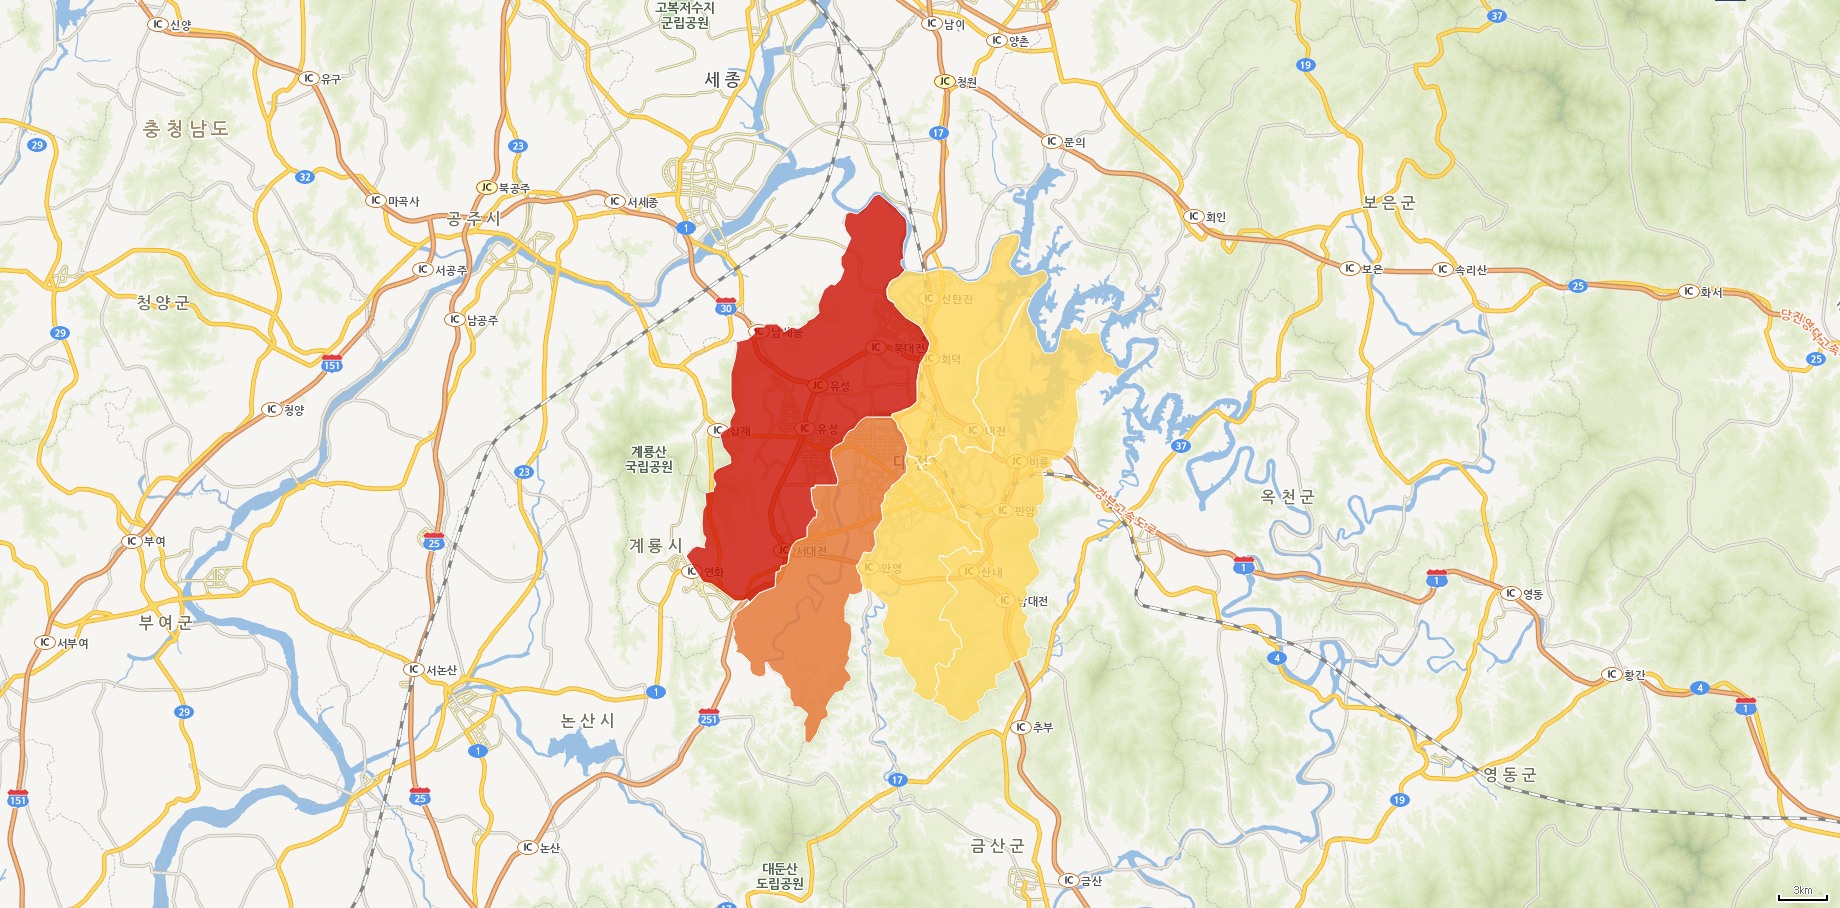 고복저수지
군립공원
IC 신양
IC 남이
IC 양촌
37
19
세종
IC 유구
JC 청원
충청남도
17
29
23
IC 문의
32
JC 북공주
IC 마곡사
IC 서세종
보은군
공주시
IC 회인
1
IC 서공주
IC 보은
IC 속리산
25
IC 화서
청양군
30
IC 신탄진
당진영덕고속
IC 남공주
29
IC 남세종
IC 북대전
JC 회덕
25
151
JC 유성
IC 청양
IC
IC 유성
IC 대전
37
계룡산
국립공원
대전
JC 비룡
23
경부고속도로
옥천군
IC 판암
IC 부여
25
계룡시
JC 서대전
IC
IC 안영
JC 산내
1
1
IC 영동
IC 남대전
부여군
IC 서부여
4
IC 서논산
IC 황간
1
4
1
29
251
논산시
IC 추부
1
17
영동군
151
25
19
IC 논산
금산군
대둔산
도립공원
IC 금산
3km
17